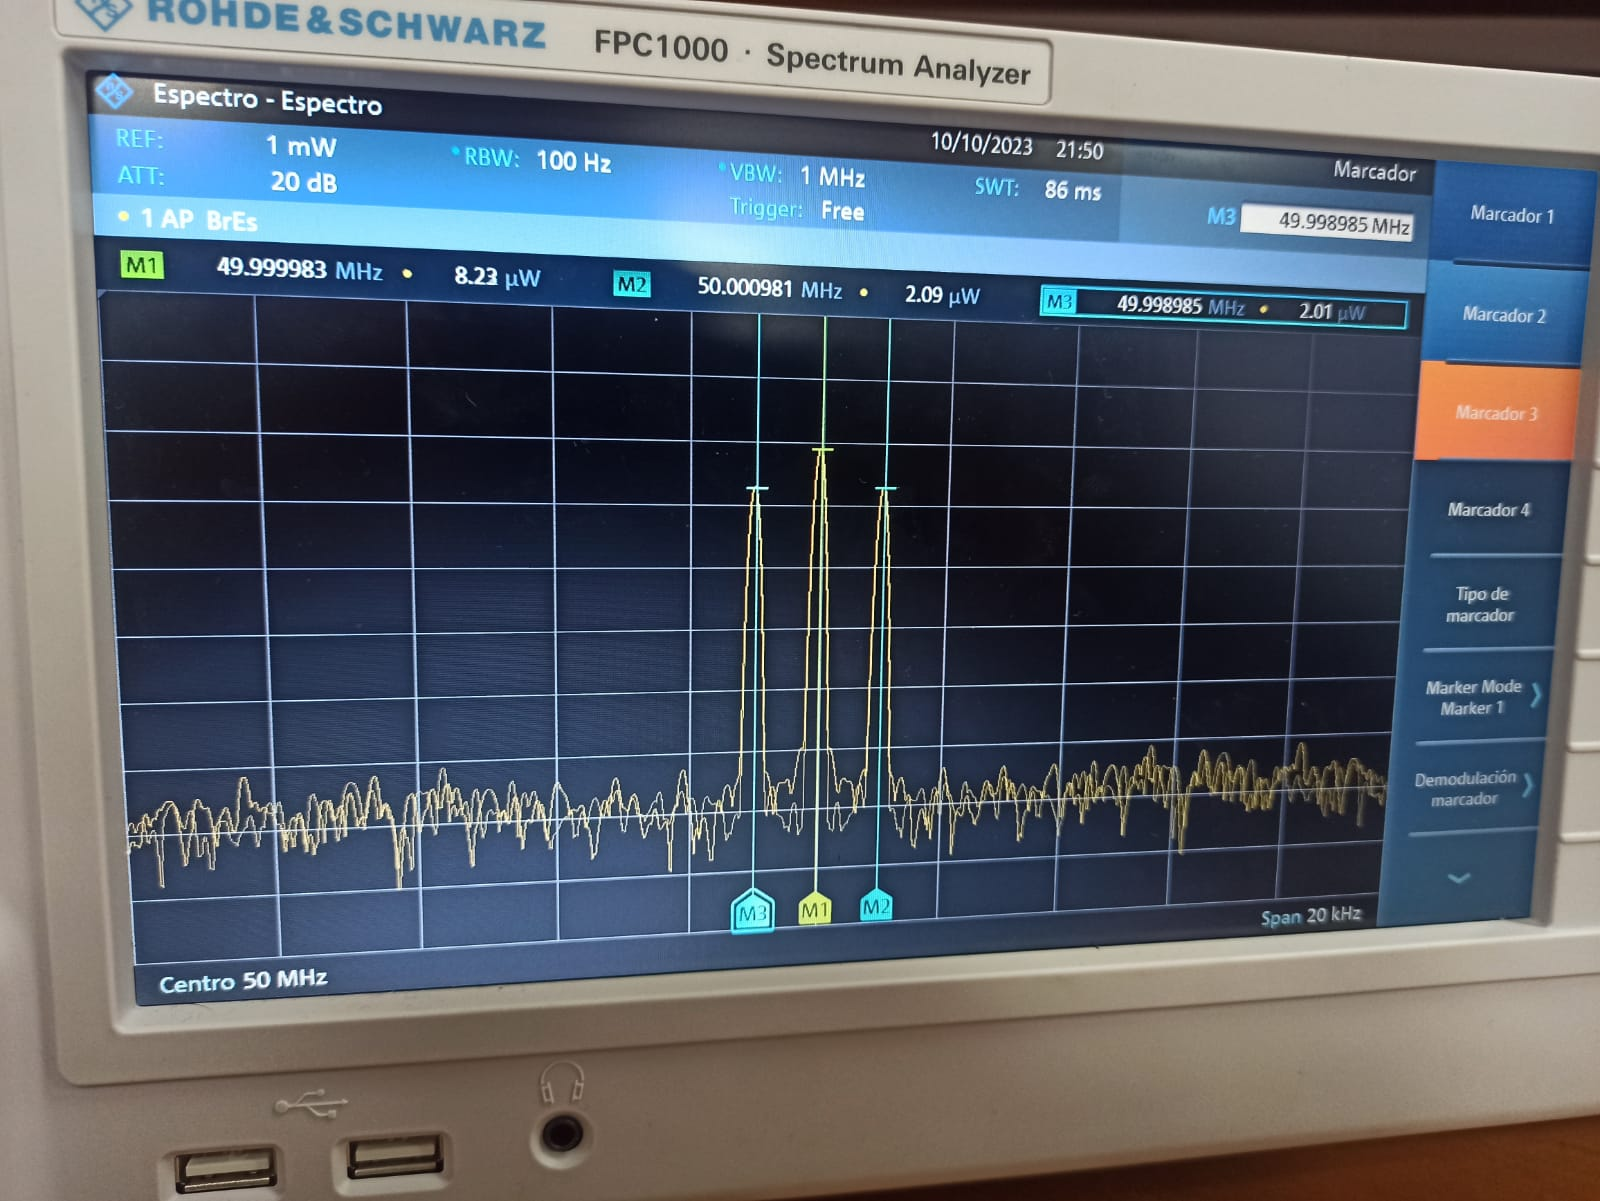 ROHDE&SCHWARZ FPC1000 · Spectrum Analyzer
Espectro - Espectro
10/10/2023 21:50
REF: 1 mW
RBW: 100 Hz
VBW: 1 MHz
SWT: 86 ms
ATT: 20 dB
Trigger: Free
Marcador
M3 49.998985 MHz
1 AP BrEs
M1 49.999983 MHz • 8.23 µW
M2 50.000981 MHz • 2.09 µW
M3 49.998985 MHz • 2.01 µW
Marcador 1
Marcador 2
Marcador 3
Marcador 4
Tipo de
marcador
Marker Mode
Marker 1
Demodulación
marcador
M3 M1 M2
Centro 50 MHz
Span 20 kHz